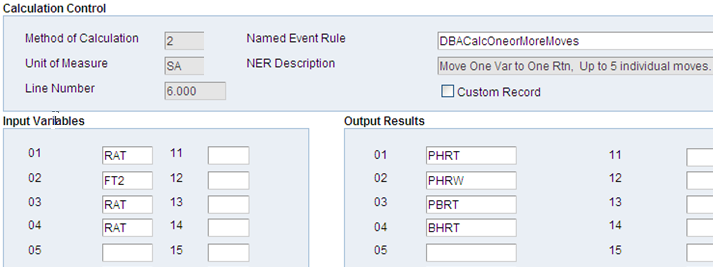 Calculation Control
Method of Calculation 2 Named Event Rule DBACalcOneorMoreMoves
Unit of Measure SA NER Description Move One Var to One Rtn, Up to 5 individual moves.
Line Number 6.000 Custom Record
Input Variables Output Results
01 RAT 11 01 PHRT 11
02 FT2 12 02 PHRW 12
03 RAT 13 03 PBRT 13
04 RAT 14 04 BHRT 14
05 15 05 15